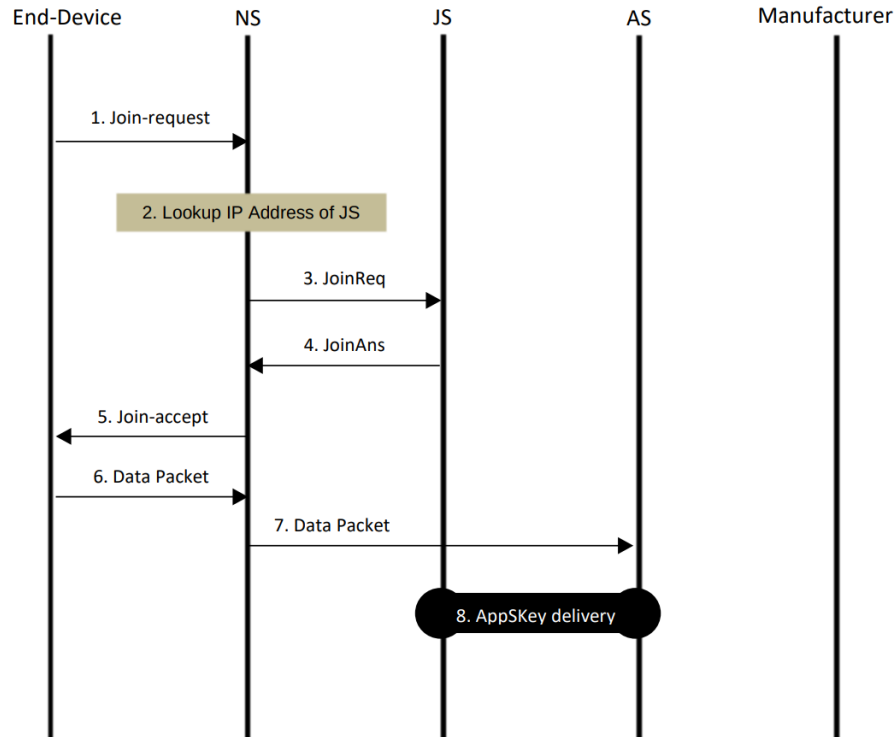 End-Device NS JS AS Manufacturer
1. Join-request
2. Lookup IP Address of JS
3. JoinReq
4. JoinAns
5. Join-accept
6. Data Packet
7. Data Packet
8. AppSKey delivery